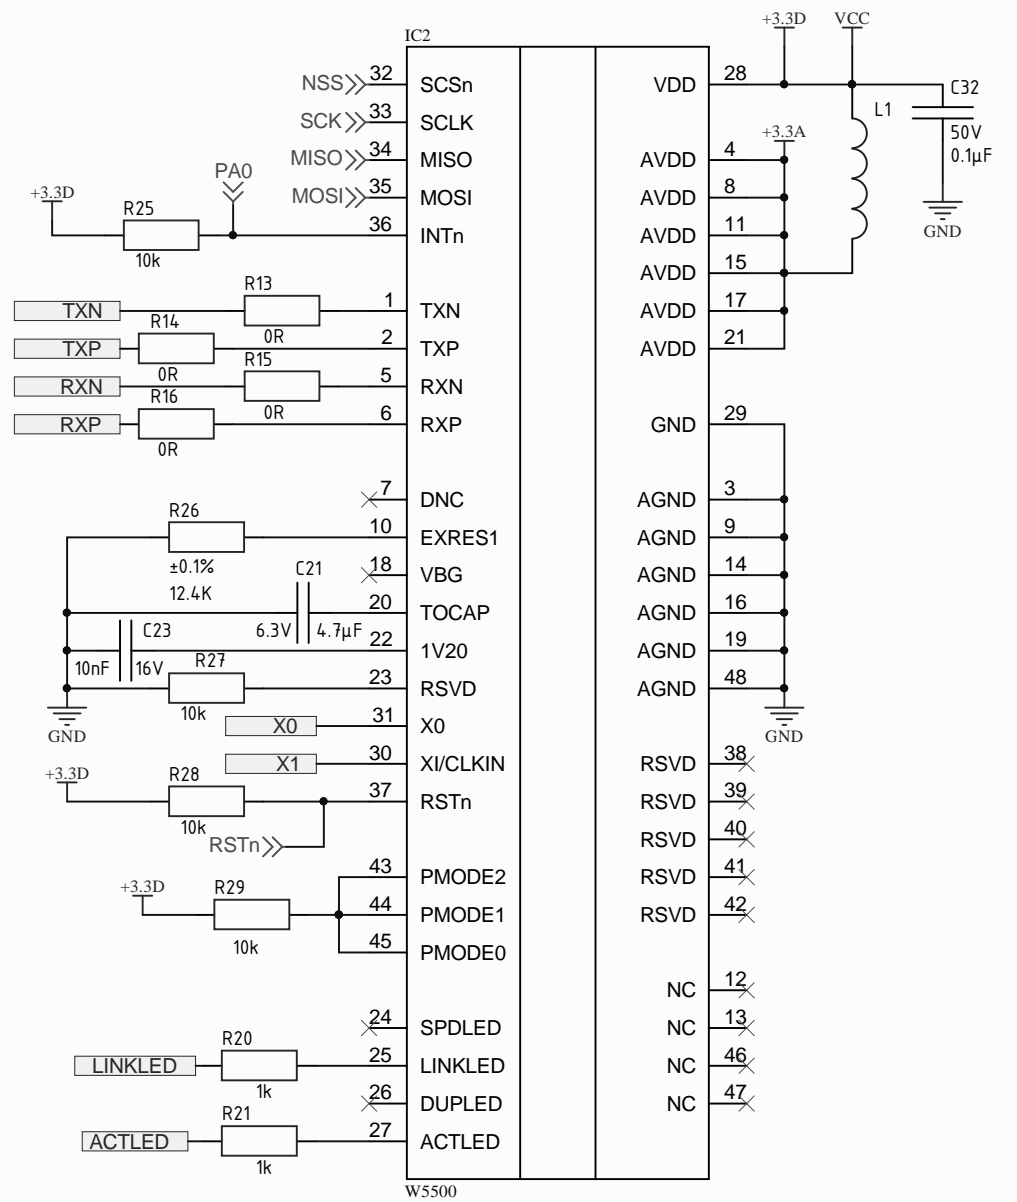 +3.3D VCC
IC2
NSS 32 SCSn VDD 28 C32
SCK 33 SCLK L1 50V
+3.3A 0.1µF
MISO 34 MISO AVDD 4
PA0
MOSI 35 MOSI AVDD 8
+3.3D R25 36 INTn AVDD 11 GND
10k
AVDD 15
R13
TXN 1 TXN AVDD 17
R14 0R
TXP 2 TXP AVDD 21
0R R15
RXN 5 RXN
R16 0R
RXP 6 RXP GND 29
0R
7 DNC AGND 3
R26 10 EXRES1 AGND 9
±0.1%
12.4K
C21 18 VBG AGND 14
20 TOCAP AGND 16
6.3V 4.7µF
C23 22 1V20 AGND 19
10nF 16V
R27 23 RSVD AGND 48
10k
GND GND
X0 31 X0
X1 30 XI/CLKIN RSVD 38
+3.3D R28 37 RSTn RSVD 39
10k
RSTn RSVD 40
43 PMODE2 RSVD 41
+3.3D R29 44 PMODE1 RSVD 42
10k
45 PMODE0
NC 12
24 SPDLED NC 13
R20
LINKLED 25 LINKLED NC 46
1k
26 DUPLED NC 47
R21
ACTLED 27 ACTLED
1k
W5500